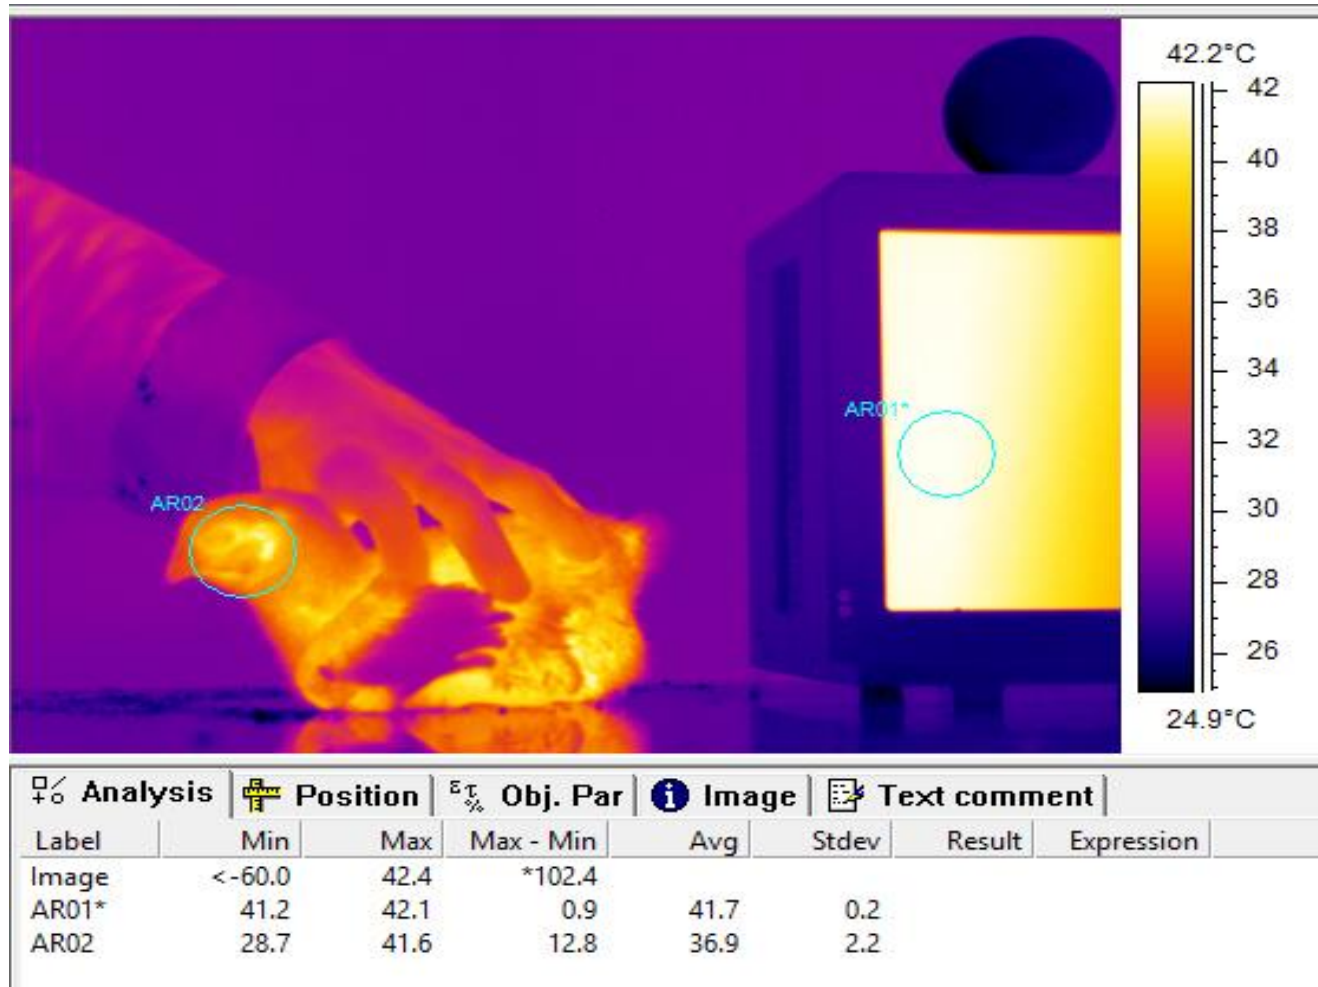 42.2°C
42
40
38
36
34
32
30
28
26
24.9°C
AR01*
AR02
Analysis Position Obj. Par Image Text comment
Label Min Max Max - Min Avg Stdev Result Expression
Image <-60.0 42.4 *102.4
AR01* 41.2 42.1 0.9 41.7 0.2
AR02 28.7 41.6 12.8 36.9 2.2